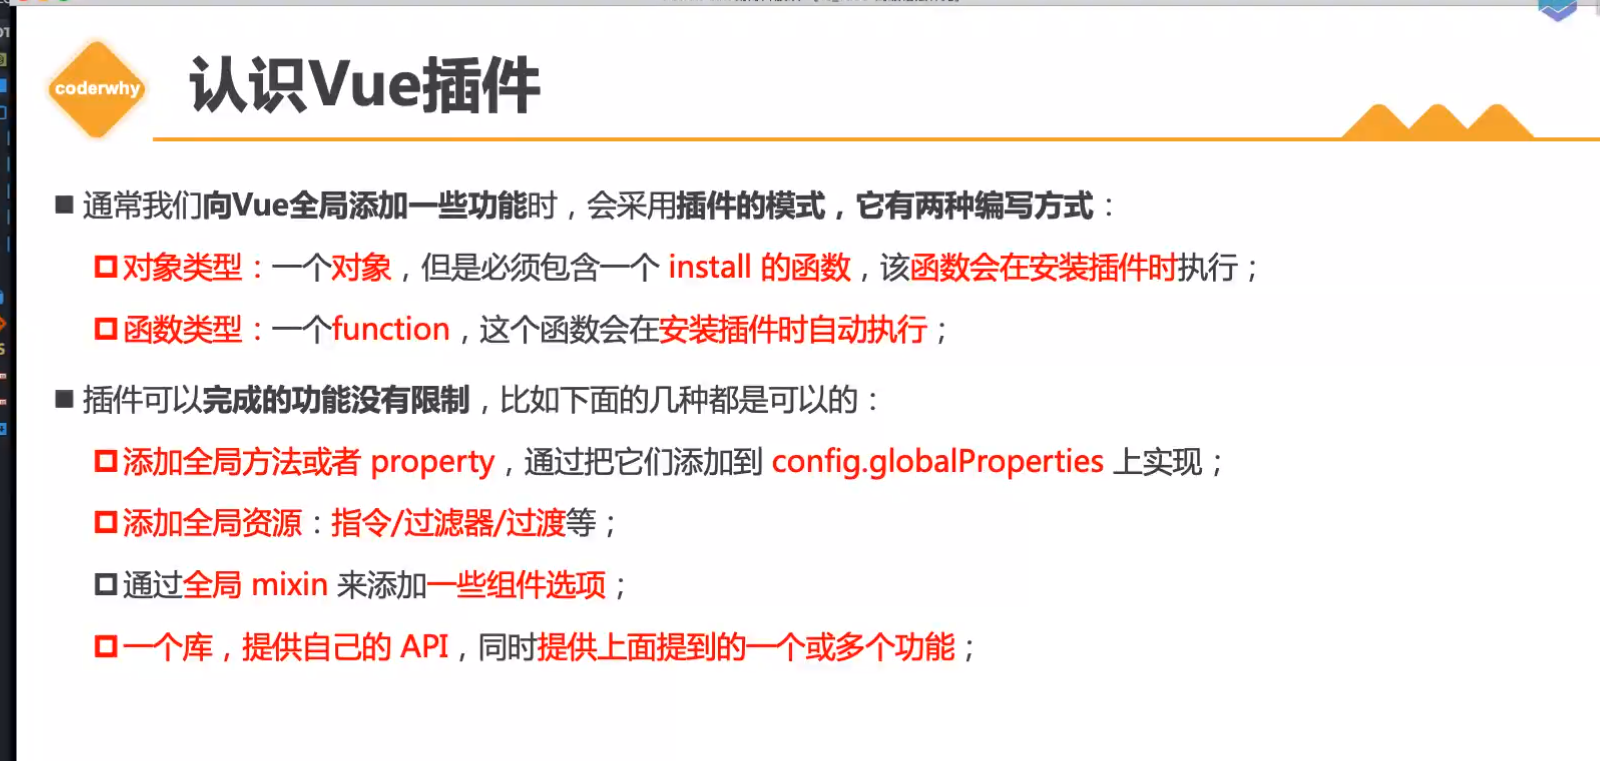 coderwhy
认识Vue插件
通常我们向Vue全局添加一些功能时，会采用插件的模式，它有两种编写方式：
对象类型：一个对象，但是必须包含一个 install 的函数，该函数会在安装插件时执行；
函数类型：一个function，这个函数会在安装插件时自动执行；
插件可以完成的功能没有限制，比如下面的几种都是可以的：
添加全局方法或者 property，通过把它们添加到 config.globalProperties 上实现；
添加全局资源：指令/过滤器/过渡等；
通过全局 mixin 来添加一些组件选项；
一个库，提供自己的 API，同时提供上面提到的一个或多个功能；